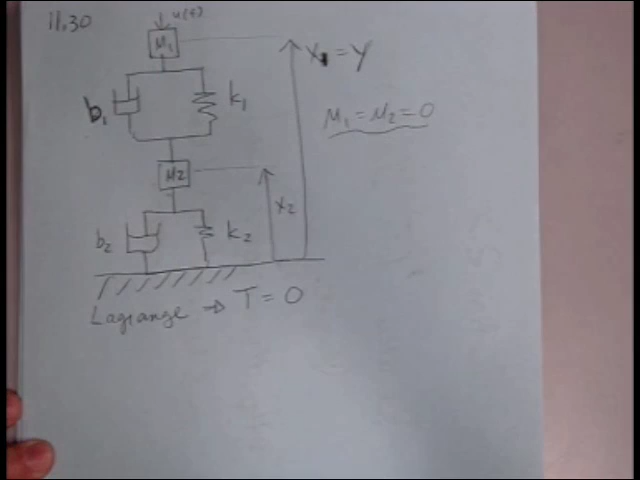 11.30
u(t)
M1
x1 = y
b1
k1
M1 = M2 = 0
M2
x2
b2
k2
Lagrange → T = 0